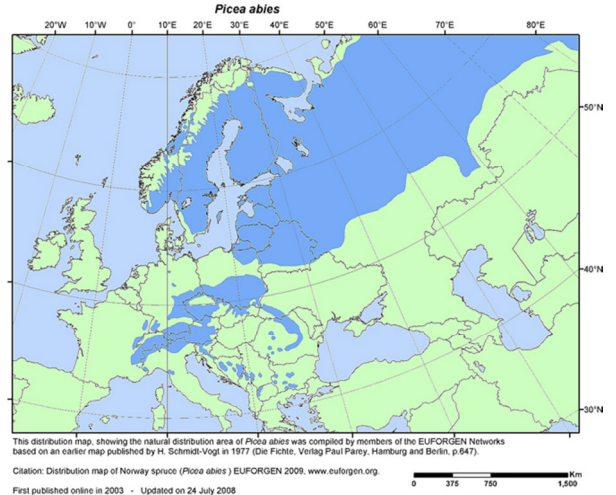 Picea abies
20°W 10°W 0° 10°E 20°E 30°E 40°E 50°E 60°E 70°E 80°E
50°N
40°N
30°N
This distribution map, showing the natural distribution area of Picea abies was compiled by members of the EUFORGEN Networks
based on an earlier map published by H. Schmidt-Vogt in 1977 (Die Fichte, Verlag Paul Parey, Hamburg and Berlin, p.647).
Citation: Distribution map of Norway spruce (Picea abies ) EUFORGEN 2009, www.euforgen.org.
Km
0 375 750 1,500
First published online in 2003 - Updated on 24 July 2008